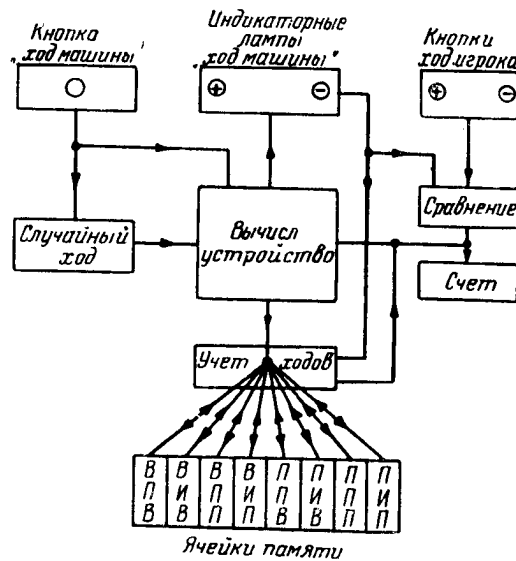 Кнопка
„ход машины"
Индикаторные
лампы
„ход машины"
Кнопки
ход игрока
+ −
+ −
Случайный
ход
Вычисл
устройство
Сравнение
Счет
Учет ходов
В В В В П П П П
П И П И П И П И
В В П П В В П П
Ячейки памяти